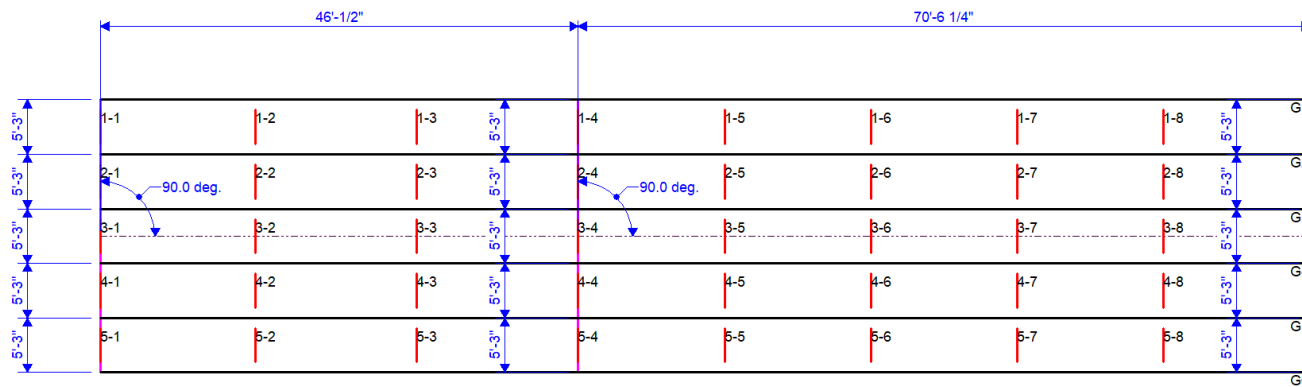 46'-1/2" 70'-6 1/4"
5'-3" 1-1 1-2 1-3 5'-3" 1-4 1-5 1-6 1-7 1-8 5'-3" G
5'-3" 2-1 2-2 2-3 5'-3" 2-4 2-5 2-6 2-7 2-8 5'-3" G
90.0 deg. 90.0 deg.
5'-3" 3-1 3-2 3-3 5'-3" 3-4 3-5 3-6 3-7 3-8 5'-3" G
5'-3" 4-1 4-2 4-3 5'-3" 4-4 4-5 4-6 4-7 4-8 5'-3" G
5'-3" 5-1 5-2 5-3 5'-3" 5-4 5-5 5-6 5-7 5-8 5'-3" G
G